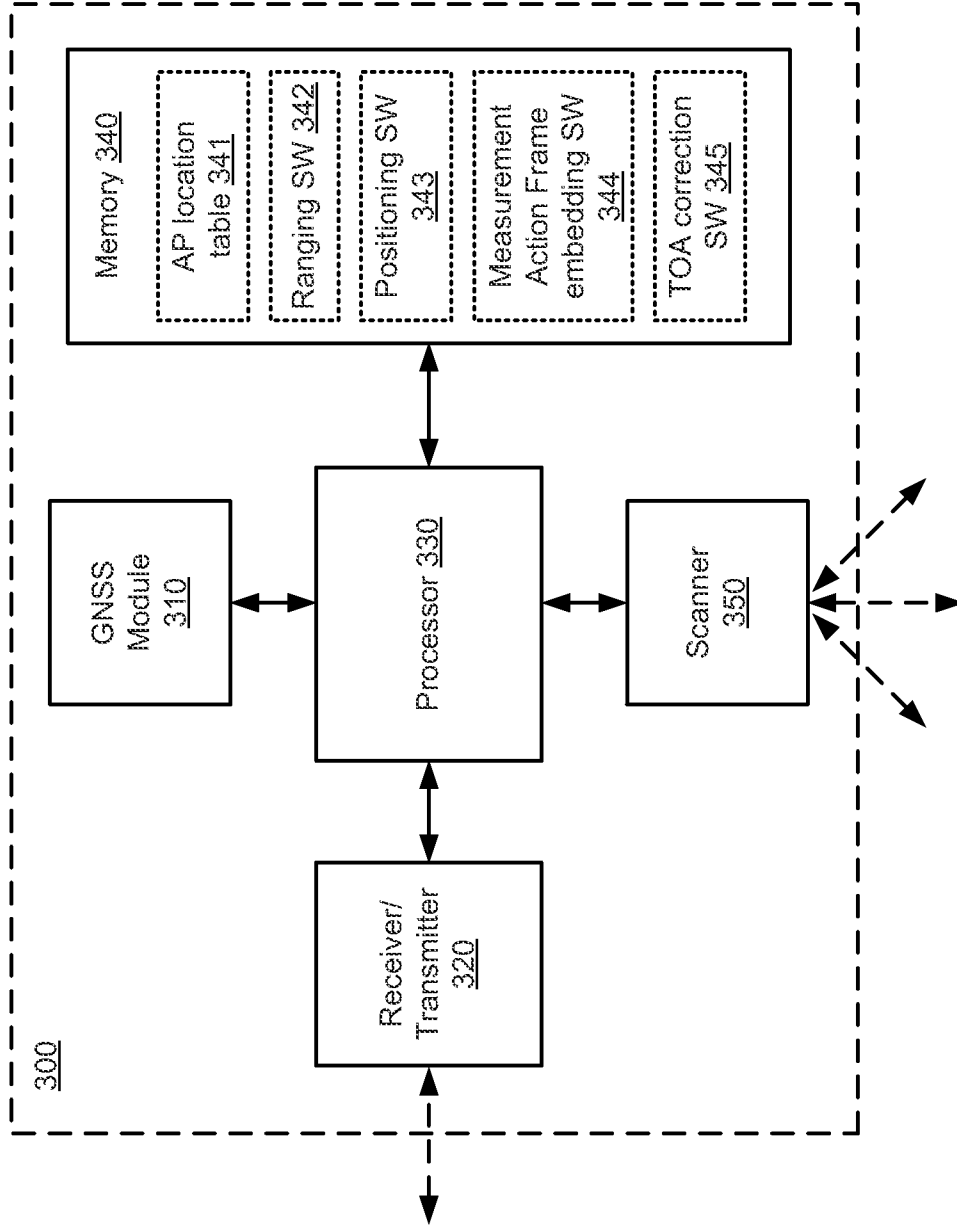 300
Receiver/
Transmitter
320
GNSS
Module
310
Processor 330
Scanner
350
Memory 340
AP location
table 341
Ranging SW 342
Positioning SW
343
Measurement
Action Frame
embedding SW
344
TOA correction
SW 345